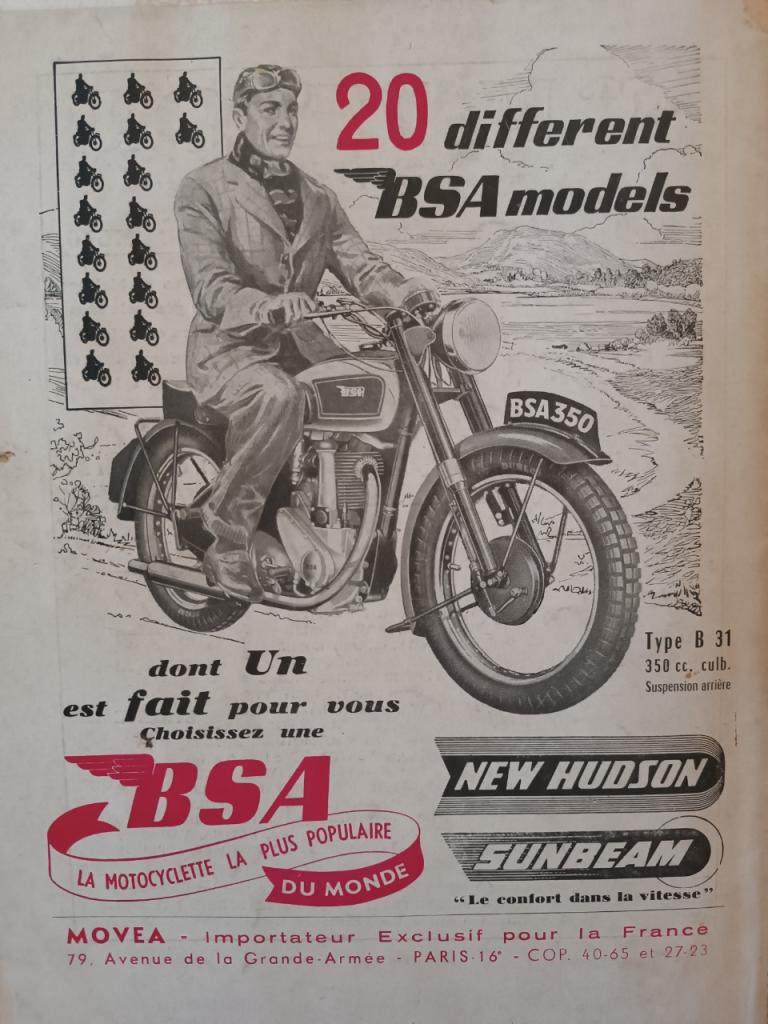 20 different
BSA models
BSA
BSA350
Type B 31
350 cc. culb.
Suspension arrière
dont Un
est fait pour vous
Choisissez une
BSA
LA MOTOCYCLETTE LA PLUS POPULAIRE
DU MONDE
NEW HUDSON
SUNBEAM
“Le confort dans la vitesse”
MOVEA - Importateur Exclusif pour la France
79, Avenue de la Grande-Armée - PARIS-16e - COP. 40-65 et 27-23